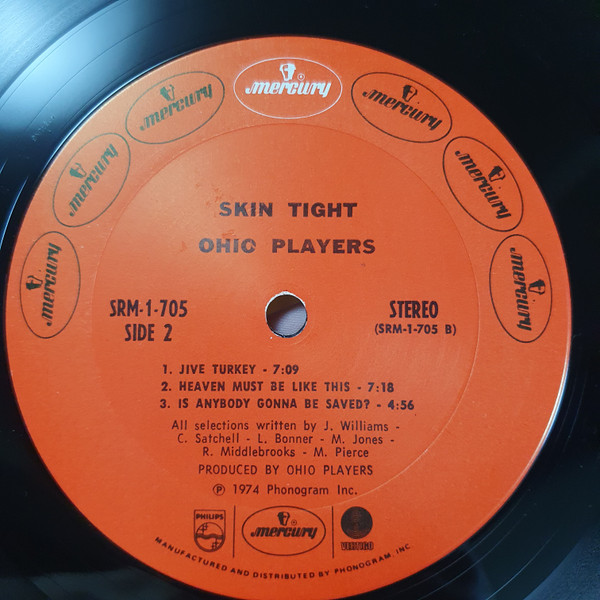 mercury
mercury
mercury
mercury
mercury
mercury
mercury
SKIN TIGHT
OHIO PLAYERS
SRM-1-705
SIDE 2
STEREO
(SRM-1-705 B)
1. JIVE TURKEY - 7:09
2. HEAVEN MUST BE LIKE THIS - 7:18
3. IS ANYBODY GONNA BE SAVED? - 4:56
All selections written by J. Williams -
C. Satchell - L. Bonner - M. Jones -
R. Middlebrooks - M. Pierce
PRODUCED BY OHIO PLAYERS
℗ 1974 Phonogram Inc.
PHILIPS
mercury
VERTIGO
MANUFACTURED AND DISTRIBUTED BY PHONOGRAM, INC.